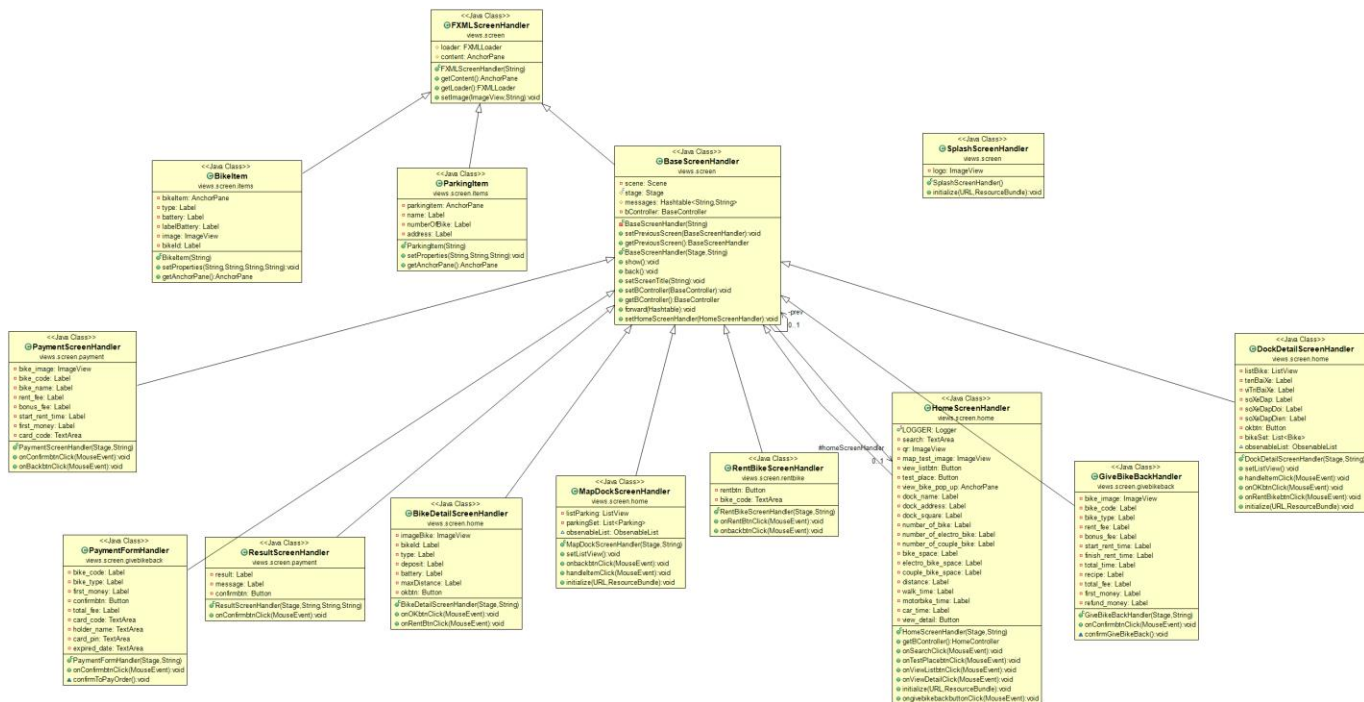 <<Java Class>>
FXMLScreenHandler
views.screen
loader: FXMLLoader
content: AnchorPane
FXMLScreenHandler(String)
getContent():AnchorPane
getLoader():FXMLLoader
setImage(ImageView,String):void
<<Java Class>>
BikeItem
views.screen.items
bikeItem: AnchorPane
type: Label
battery: Label
labelBattery: Label
image: ImageView
bikeId: Label
BikeItem(String)
setProperties(String,String,String,String):void
getAnchorPane():AnchorPane
<<Java Class>>
ParkingItem
views.screen.items
parkingitem: AnchorPane
name: Label
numberOfBike: Label
address: Label
ParkingItem(String)
setProperties(String,String,String):void
getAnchorPane():AnchorPane
<<Java Class>>
BaseScreenHandler
views.screen
scene: Scene
stage: Stage
messages: Hashtable<String,String>
bController: BaseController
BaseScreenHandler(String)
setPreviousScreen(BaseScreenHandler):void
getPreviousScreen():BaseScreenHandler
BaseScreenHandler(Stage,String)
show():void
back():void
setScreenTitle(String):void
setBController(BaseController):void
getBController():BaseController
forward(Hashtable):void
setHomeScreenHandler(HomeScreenHandler):void
-prev
0..1
<<Java Class>>
SplashScreenHandler
views.screen
logo: ImageView
SplashScreenHandler()
initialize(URL,ResourceBundle):void
<<Java Class>>
PaymentScreenHandler
views.screen.payment
bike_image: ImageView
bike_code: Label
bike_name: Label
rent_fee: Label
bonus_fee: Label
start_rent_time: Label
first_money: Label
card_code: TextArea
PaymentScreenHandler(Stage,String)
onConfirmbtnClick(MouseEvent):void
onBackbtnClick(MouseEvent):void
<<Java Class>>
DockDetailScreenHandler
views.screen.home
listBike: ListView
tenBaiXe: Label
viTriBaiXe: Label
soXeDap: Label
soXeDapDoi: Label
soXeDapDien: Label
okbtn: Button
bikeSet: List<Bike>
obsenableList: ObsenableList
DockDetailScreenHandler(Stage,String)
setListView():void
handleItemClick(MouseEvent):void
onOKbtnClick(MouseEvent):void
onRentBikebtnClick(MouseEvent):void
initialize(URL,ResourceBundle):void
#homeScreenHandler
0..1
<<Java Class>>
HomeScreenHandler
views.screen.home
LOGGER: Logger
search: TextArea
qr: ImageView
map_test_image: ImageView
view_listbtn: Button
test_place: Button
view_bike_pop_up: AnchorPane
dock_name: Label
dock_address: Label
dock_square: Label
number_of_bike: Label
number_of_electro_bike: Label
number_of_couple_bike: Label
bike_space: Label
electro_bike_space: Label
couple_bike_space: Label
distance: Label
walk_time: Label
motorbike_time: Label
car_time: Label
view_detail: Button
HomeScreenHandler(Stage,String)
getBController():HomeController
onSearchClick(MouseEvent):void
onTestPlacebtnClick(MouseEvent):void
onViewListbtnClick(MouseEvent):void
onViewDetailClick(MouseEvent):void
initialize(URL,ResourceBundle):void
ongivebikebackbuttonClick(MouseEvent):void
<<Java Class>>
RentBikeScreenHandler
views.screen.rentbike
rentbtn: Button
bike_code: TextArea
RentBikeScreenHandler(Stage,String)
onRentBtnClick(MouseEvent):void
onbackbtnClick(MouseEvent):void
<<Java Class>>
GiveBikeBackHandler
views.screen.givebikeback
bike_image: ImageView
bike_code: Label
bike_type: Label
rent_fee: Label
bonus_fee: Label
start_rent_time: Label
finish_rent_time: Label
total_time: Label
recipe: Label
total_fee: Label
first_money: Label
refund_money: Label
GiveBikeBackHandler(Stage,String)
onConfirmbtnClick(MouseEvent):void
confirmGiveBikeBack():void
<<Java Class>>
MapDockScreenHandler
views.screen.home
listParking: ListView
parkingSet: List<Parking>
obsenableList: ObsenableList
MapDockScreenHandler(Stage,String)
setListView():void
onbackbtnClick(MouseEvent):void
handleItemClick(MouseEvent):void
initialize(URL,ResourceBundle):void
<<Java Class>>
BikeDetailScreenHandler
views.screen.home
imageBike: ImageView
bikeId: Label
type: Label
deposit: Label
battery: Label
maxDistance: Label
okbtn: Button
BikeDetailScreenHandler(Stage,String)
onOKbtnClick(MouseEvent):void
onRentBtnClick(MouseEvent):void
<<Java Class>>
PaymentFormHandler
views.screen.givebikeback
bike_code: Label
bike_type: Label
first_money: Label
confirmbtn: Button
total_fee: Label
card_code: TextArea
holder_name: TextArea
card_pin: TextArea
expired_date: TextArea
PaymentFormHandler(Stage,String)
onConfirmbtnClick(MouseEvent):void
confirmToPayOrder():void
<<Java Class>>
ResultScreenHandler
views.screen.payment
result: Label
message: Label
confirmbtn: Button
ResultScreenHandler(Stage,String,String,String)
onConfirmbtnClick(MouseEvent):void